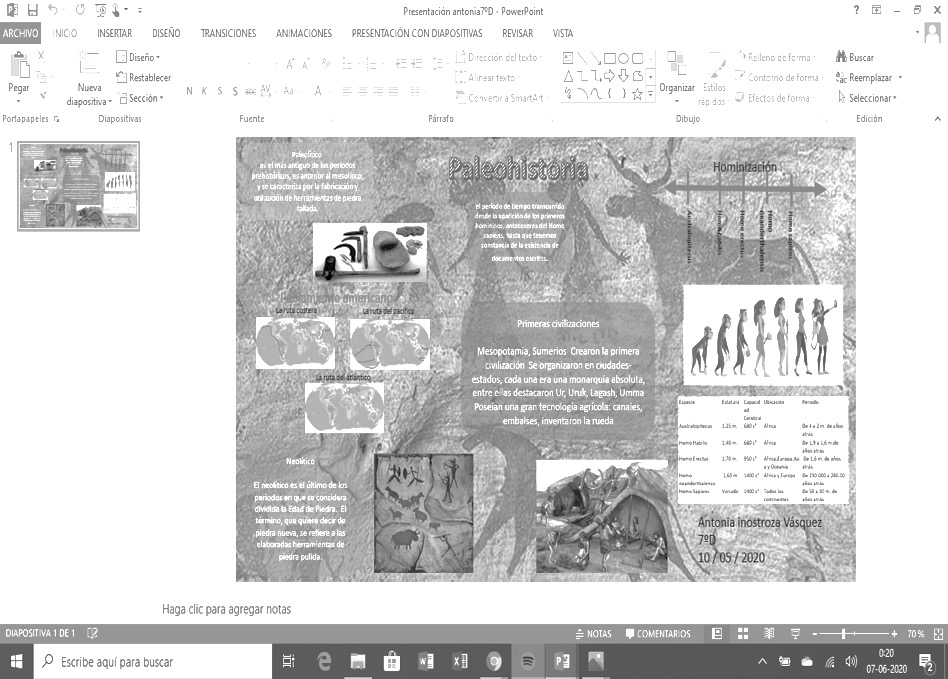 Presentación antonia7ºD - PowerPoint
ARCHIVO INICIO INSERTAR DISEÑO TRANSICIONES ANIMACIONES PRESENTACIÓN CON DIAPOSITIVAS REVISAR VISTA
Pegar
Nueva diapositiva
Diseño
Restablecer
Sección
N K S S abc AV Aa A
Dirección del texto
Alinear texto
Convertir a SmartArt
Organizar
Estilos rápidos
Relleno de forma
Contorno de forma
Efectos de forma
Buscar
Reemplazar
Seleccionar
Portapapeles Diapositivas Fuente Párrafo Dibujo Edición
1
Paleolítico
es el más antiguo de los períodos
prehistóricos, es anterior al mesolítico,
y se caracteriza por la fabricación y
utilización de herramientas de piedra
tallada.
Paleohistoria
el período de tiempo transcurrido
desde la aparición de los primeros
homininos, antecesores del Homo
sapiens, hasta que tenemos
constancia de la existencia de
documentos escritos.
Hominización
Australopitecus
Homo habilis
Homo erectus
Homo neanderthalensis
Homo sapiens
Poblamiento americano
La ruta costera
La ruta del pacífico
La ruta del atlántico
Primeras civilizaciones
Mesopotamia, Sumerios Crearon la primera
civilización Se organizaron en ciudades-
estados, cada una era una monarquía absoluta,
entre ellas destacaron Ur, Uruk, Lagash, Umma
Poseían una gran tecnología agrícola: canales,
embalses, inventaron la rueda
Especie Estatura Capacid ad Cerebral Ubicación Periodo
Australopitecus 1.25 m. 680 c³ Africa De 4 a 2 m. de años atrás
Homo Habilis 1,40 m. 680 c³ Africa De 1,9 a 1,6 m.de años atrás
Homo Erectus 1,70 m. 950 c³ Africa,Europa,As a y Oceanía De 1,6 m. de años atrás
Homo neanderthalensis 1,60 m 1400 c³ Africa y Europa De 230.000 a 280.00 años atrás
Homo Sapiens Variado 1400 c³ Todos los continentes De 50 a 30 m. de años atrás
Neolítico
El neolítico es el último de los
períodos en que se considera
dividida la Edad de Piedra. El
término, que quiere decir de
piedra nueva, se refiere a las
elaboradas herramientas de
piedra pulida.
Antonia Inostroza Vásquez
7ºD
10 / 05 / 2020
Haga clic para agregar notas
DIAPOSITIVA 1 DE 1 NOTAS COMENTARIOS 70%
Escribe aquí para buscar
0:20
07-06-2020
2